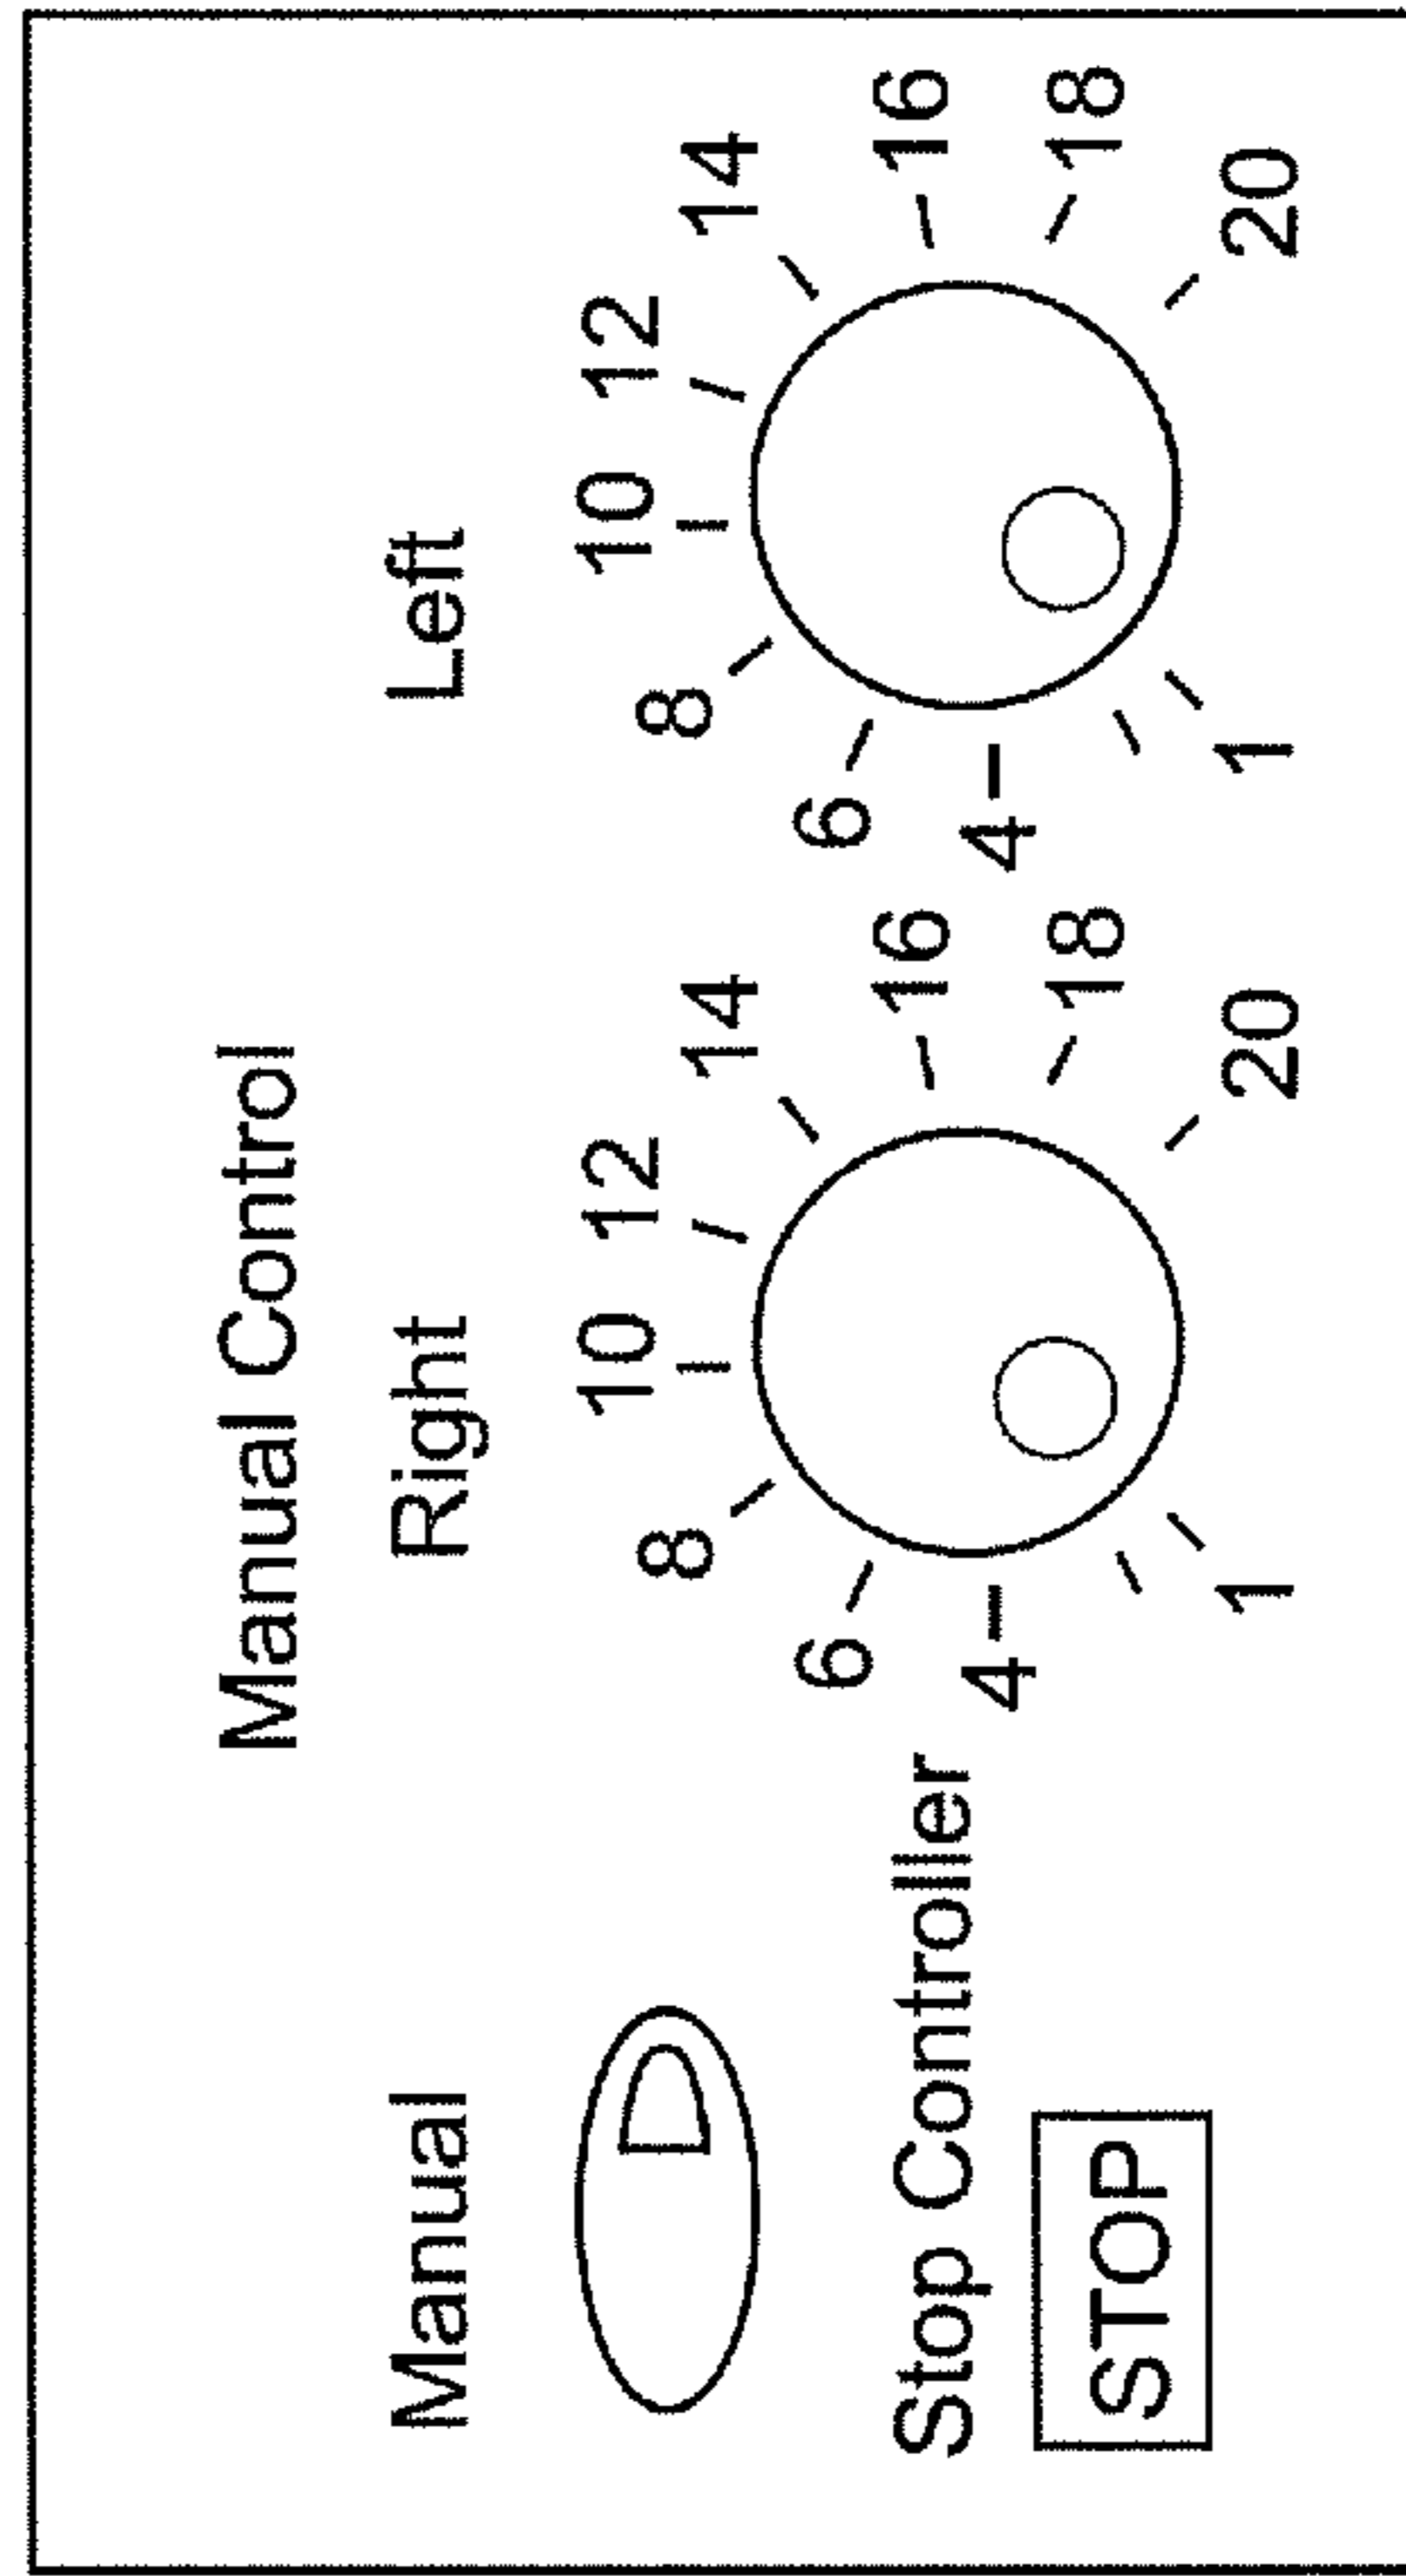 Manual Control
Manual
Right
Left
8 10 12 14 8 10 12 14
6 16 6 16
Stop Controller 4 18 4 18
STOP
1 20 1 20